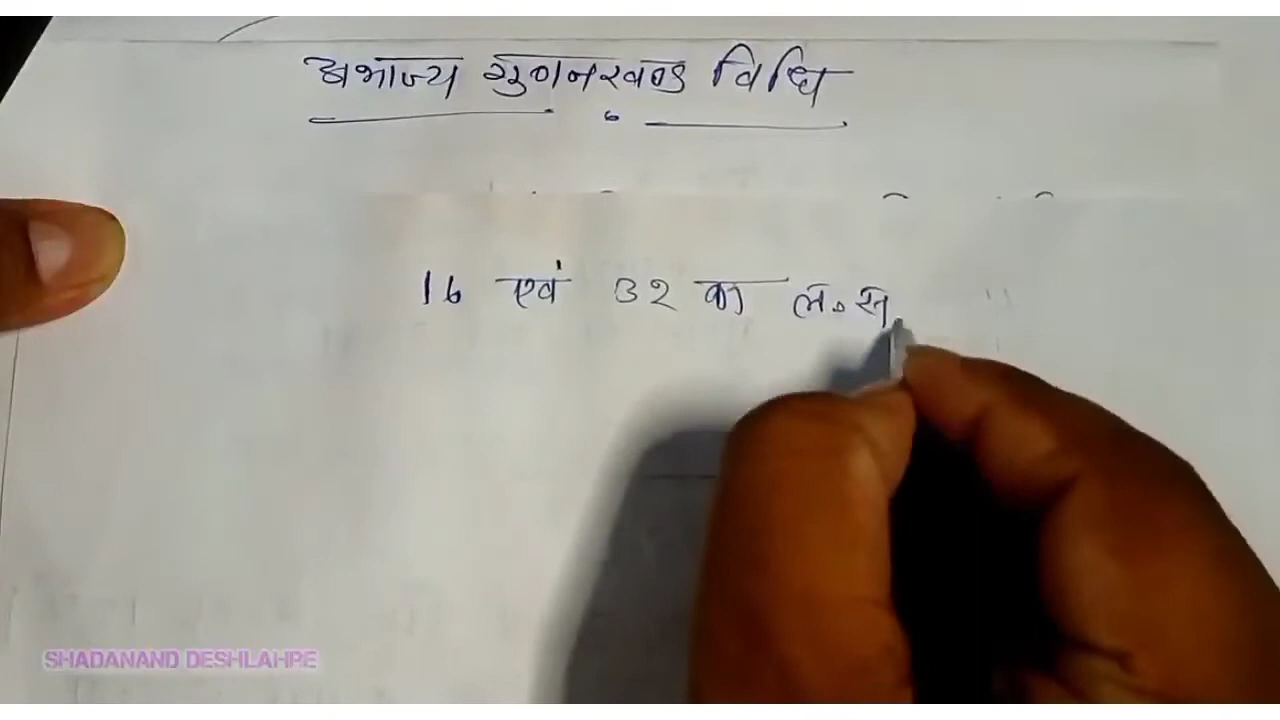 अभाज्य गुणनखण्ड विधि
16 एवं 32 का ल.स.
SHADANAND DESHLAHRE